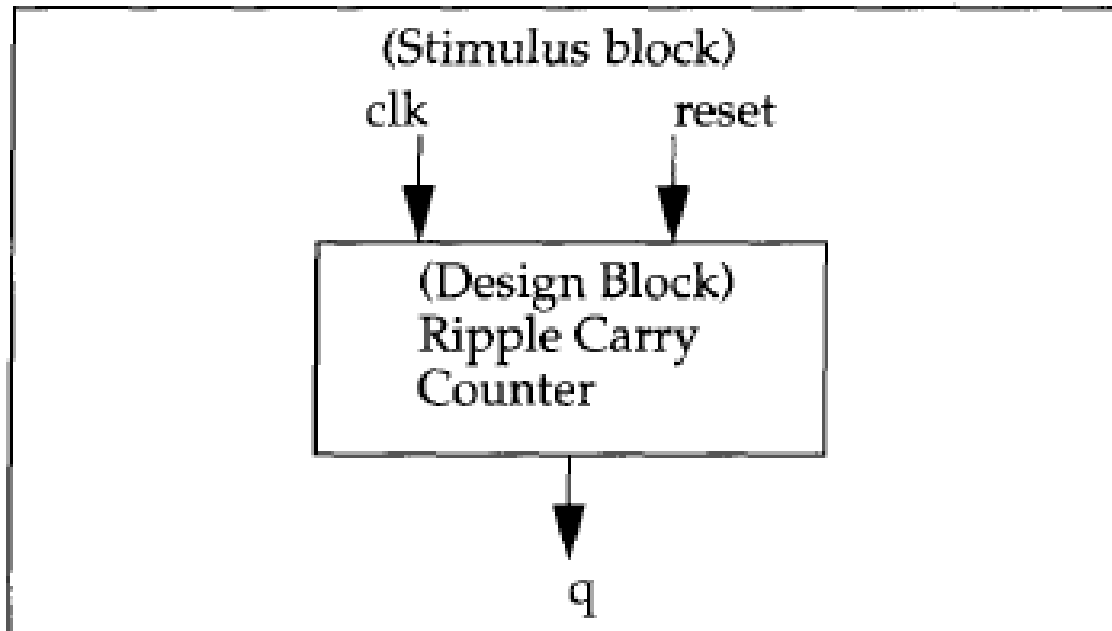 (Stimulus block)
clk reset
(Design Block)
Ripple Carry
Counter
q